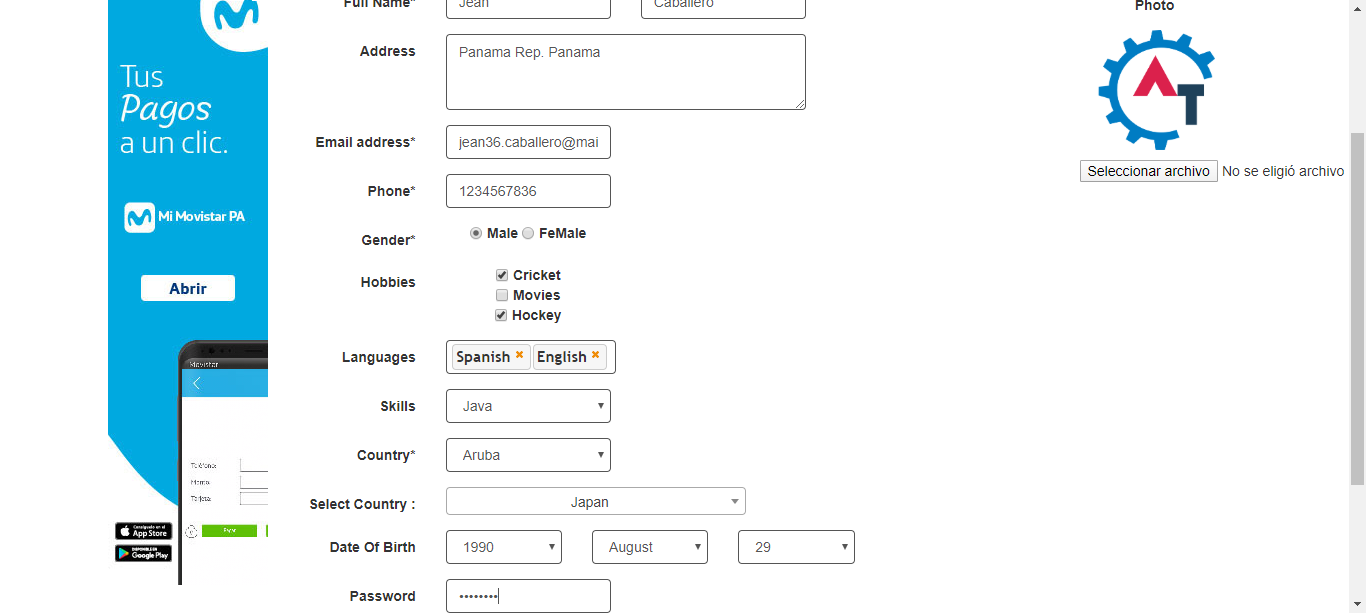 Full Name*
Jean
Caballero
Photo
Address
Panama Rep. Panama
Email address*
jean36.caballero@mai
Seleccionar archivo No se eligió archivo
Phone*
1234567836
Gender*
Male FeMale
Hobbies
Cricket
Movies
Hockey
Languages
Spanish English
Skills
Java
Country*
Aruba
Select Country :
Japan
Date Of Birth
1990 August 29
Password
••••••••
Tus
Pagos
a un clic.
Mi Movistar PA
Abrir
Movistar
Teléfono:
Monto:
Tarjeta:
App Store
Google Play
AT